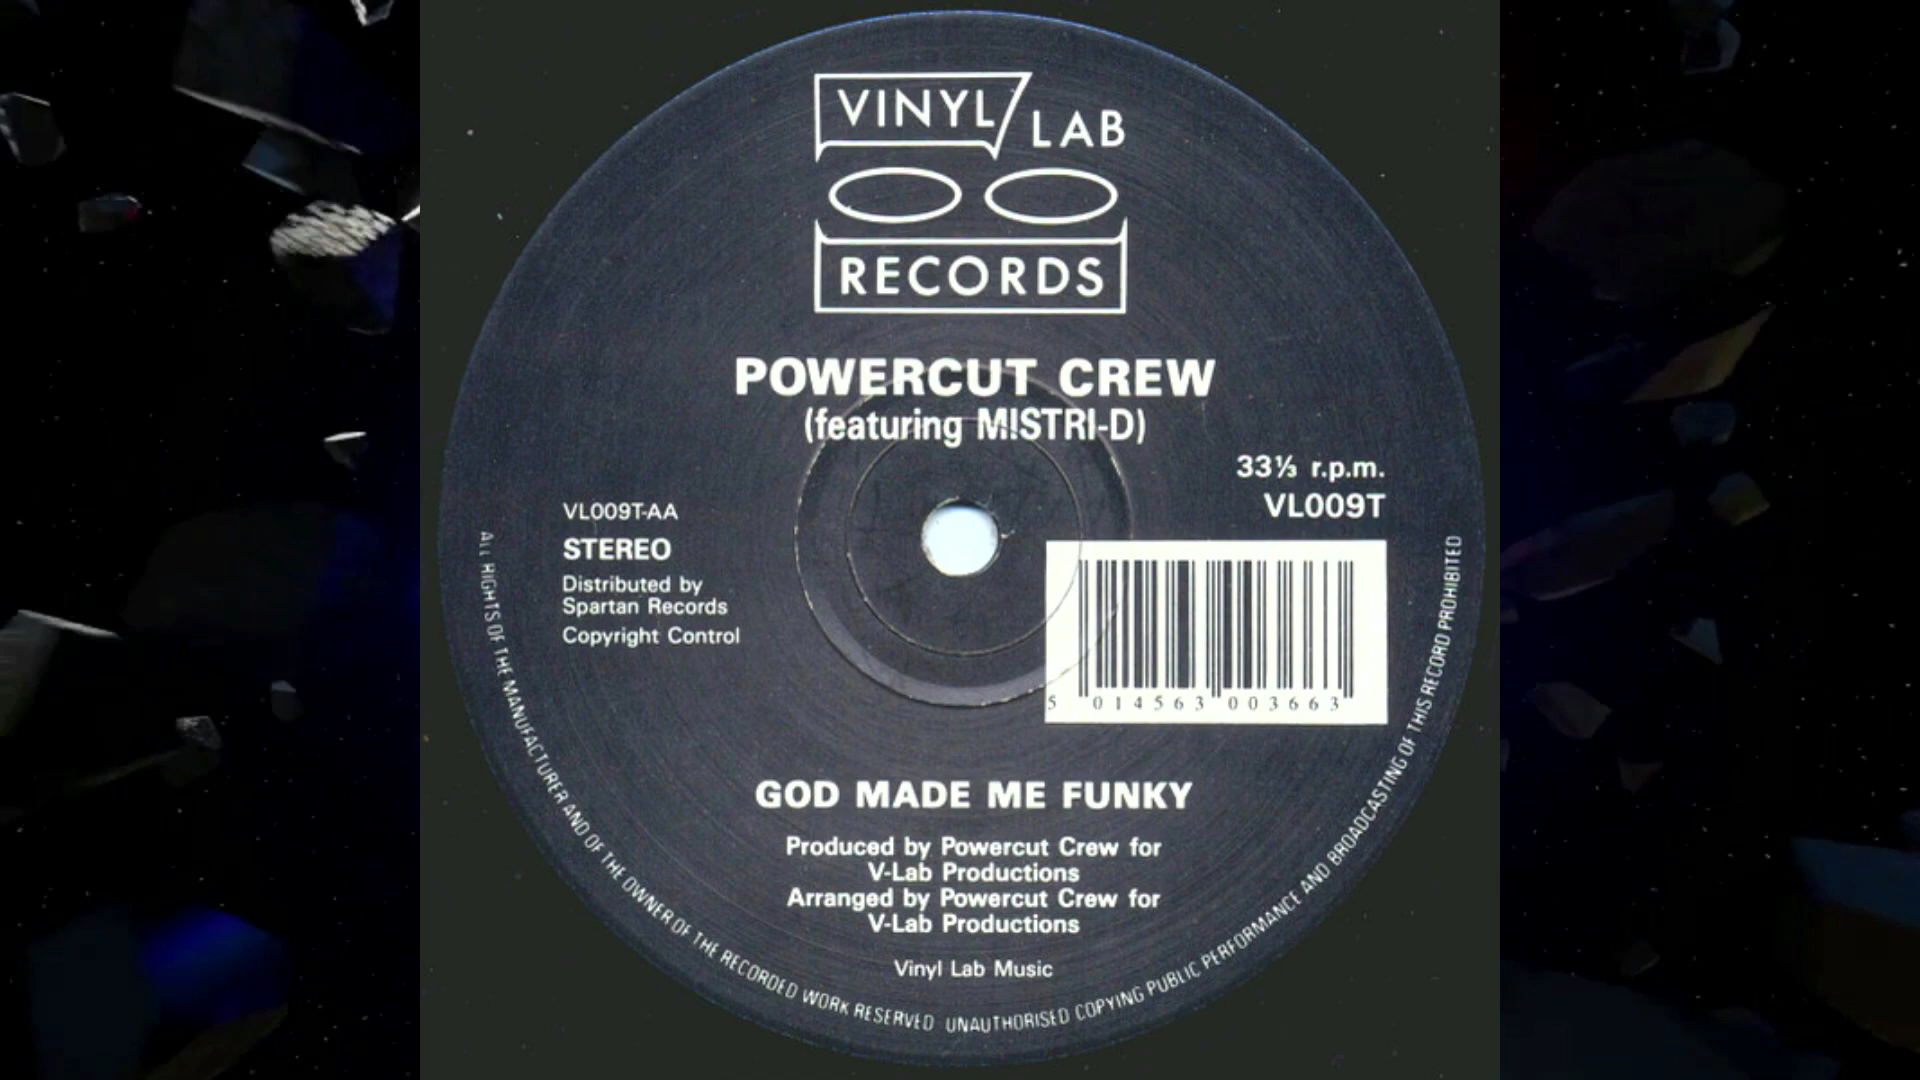 VINYL LAB
RECORDS
POWERCUT CREW
(featuring M!STRI-D)
33⅓ r.p.m.
VL009T
VL009T-AA
STEREO
Distributed by
Spartan Records
Copyright Control
5 014563 003663
GOD MADE ME FUNKY
Produced by Powercut Crew for
V-Lab Productions
Arranged by Powercut Crew for
V-Lab Productions
Vinyl Lab Music
ALL RIGHTS OF THE MANUFACTURER AND OF THE OWNER OF THE RECORDED WORK RESERVED UNAUTHORISED COPYING PUBLIC PERFORMANCE AND BROADCASTING OF THIS RECORD PROHIBITED